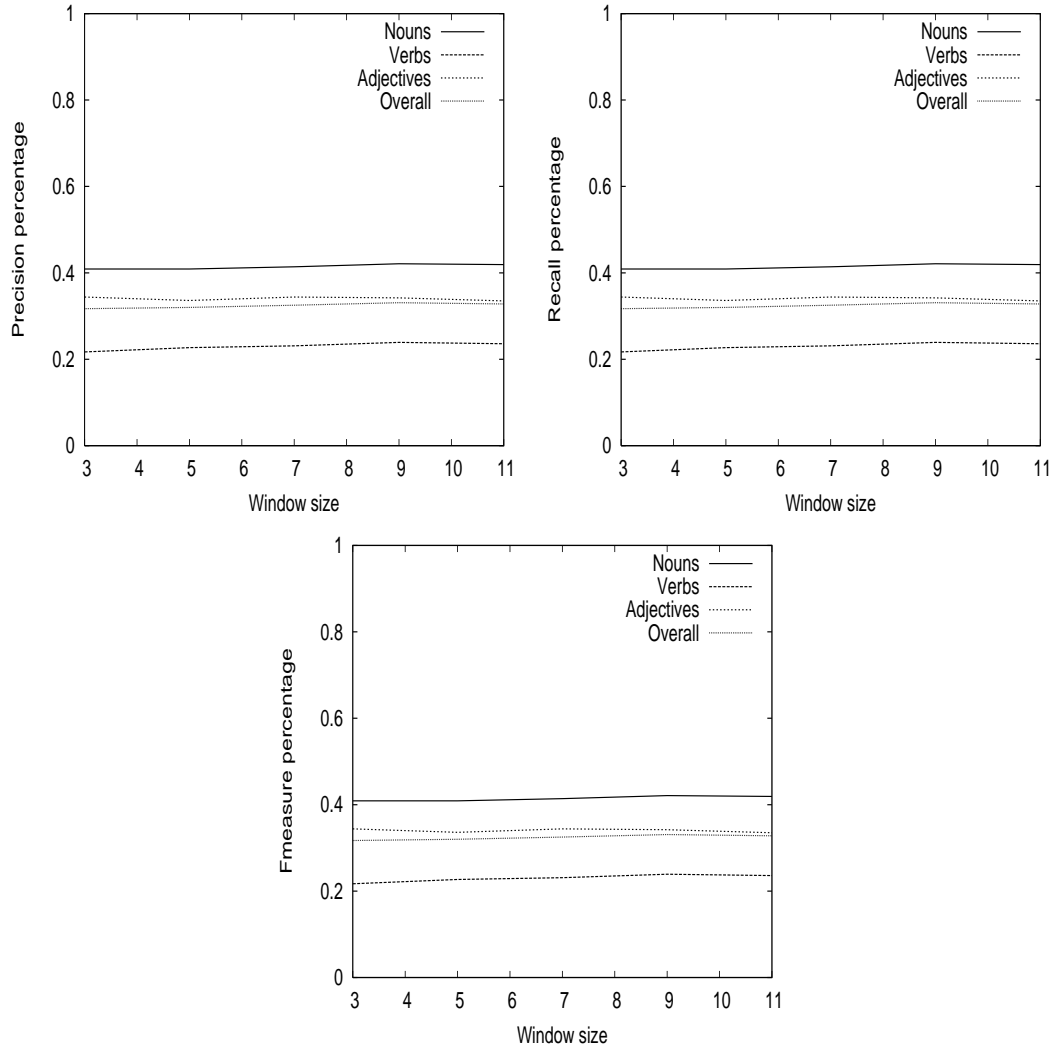 1
0.8
0.6
0.4
0.2
0
Precision percentage
3 4 5 6 7 8 9 10 11
Window size
Nouns
Verbs
Adjectives
Overall
1
0.8
0.6
0.4
0.2
0
Recall percentage
3 4 5 6 7 8 9 10 11
Window size
Nouns
Verbs
Adjectives
Overall
1
0.8
0.6
0.4
0.2
0
Fmeasure percentage
3 4 5 6 7 8 9 10 11
Window size
Nouns
Verbs
Adjectives
Overall